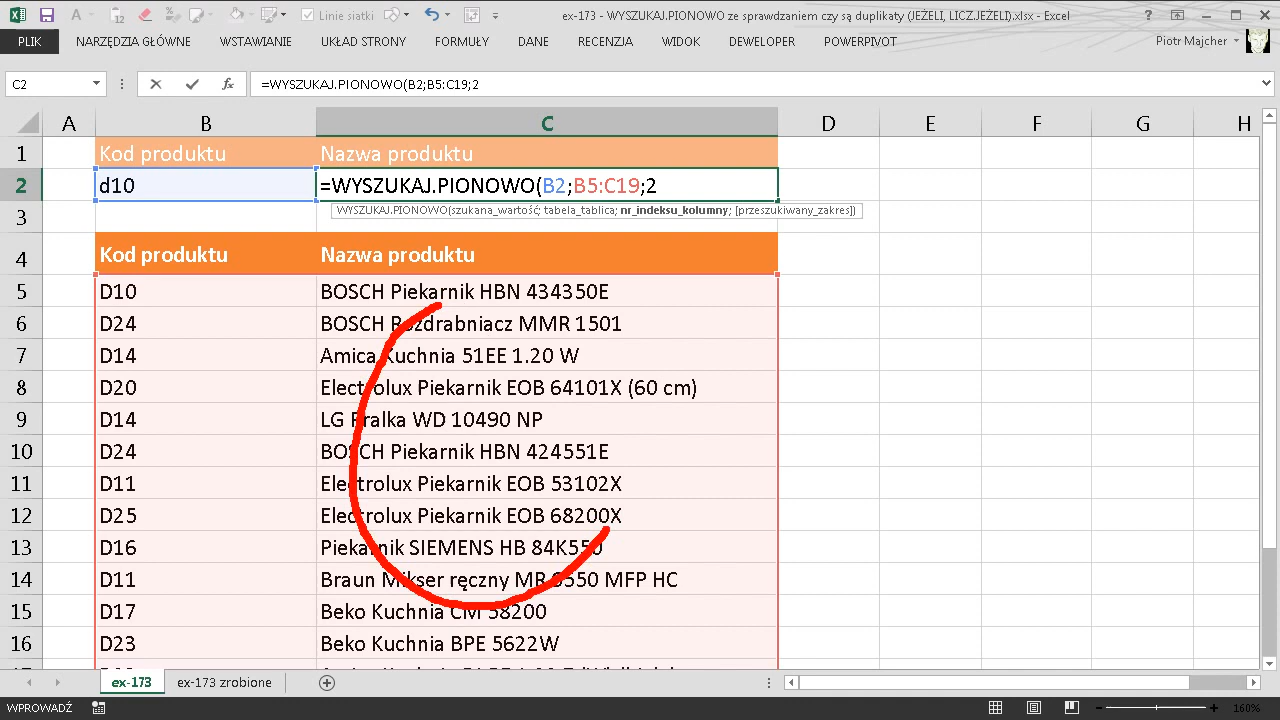 ex-173 - WYSZUKAJ.PIONOWO ze sprawdzaniem czy są duplikaty (JEŻELI, LICZ.JEŻELI).xlsx - Excel
Linie siatki
PLIK NARZĘDZIA GŁÓWNE WSTAWIANIE UKŁAD STRONY FORMUŁY DANE RECENZJA WIDOK DEWELOPER POWERPIVOT Piotr Majcher
C2 =WYSZUKAJ.PIONOWO(B2;B5:C19;2
A B C D E F G H
1 Kod produktu Nazwa produktu
2 d10 =WYSZUKAJ.PIONOWO(B2;B5:C19;2
WYSZUKAJ.PIONOWO(szukana_wartość; tabela_tablica; nr_indeksu_kolumny; [przeszukiwany_zakres])
3
4 Kod produktu Nazwa produktu
5 D10 BOSCH Piekarnik HBN 434350E
6 D24 BOSCH Rozdrabniacz MMR 1501
7 D14 Amica Kuchnia 51EE 1.20 W
8 D20 Electrolux Piekarnik EOB 64101X (60 cm)
9 D14 LG Pralka WD 10490 NP
10 D24 BOSCH Piekarnik HBN 424551E
11 D11 Electrolux Piekarnik EOB 53102X
12 D25 Electrolux Piekarnik EOB 68200X
13 D16 Piekarnik SIEMENS HB 84K550
14 D11 Braun Mikser ręczny MR 5550 MFP HC
15 D17 Beko Kuchnia CM 58200
16 D23 Beko Kuchnia BPE 5622W
ex-173 ex-173 zrobione
WPROWADŹ 160%